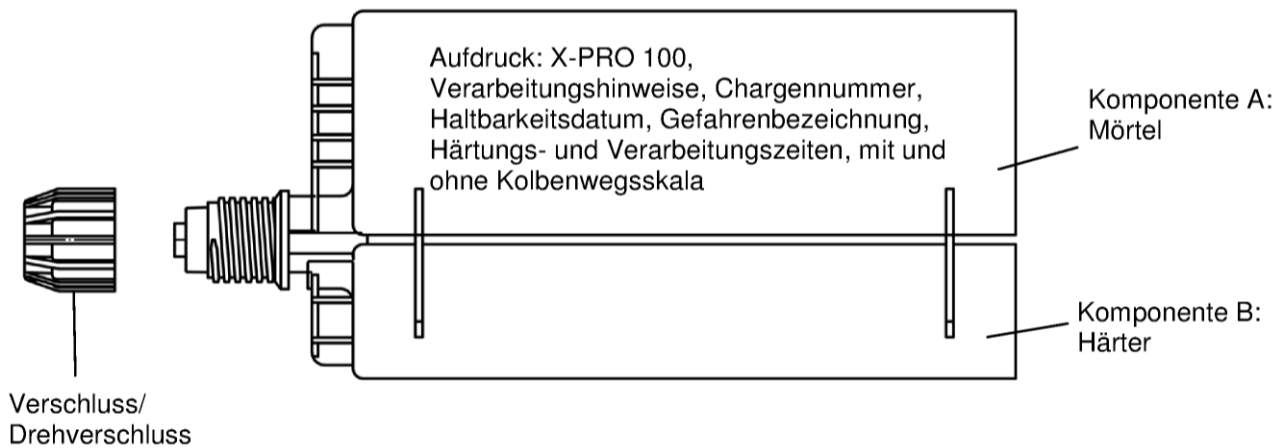 Aufdruck: X-PRO 100,
Verarbeitungshinweise, Chargennummer,
Haltbarkeitsdatum, Gefahrenbezeichnung,
Härtungs- und Verarbeitungszeiten, mit und
ohne Kolbenwegsskala
Komponente A:
Mörtel
Komponente B:
Härter
Verschluss/
Drehverschluss